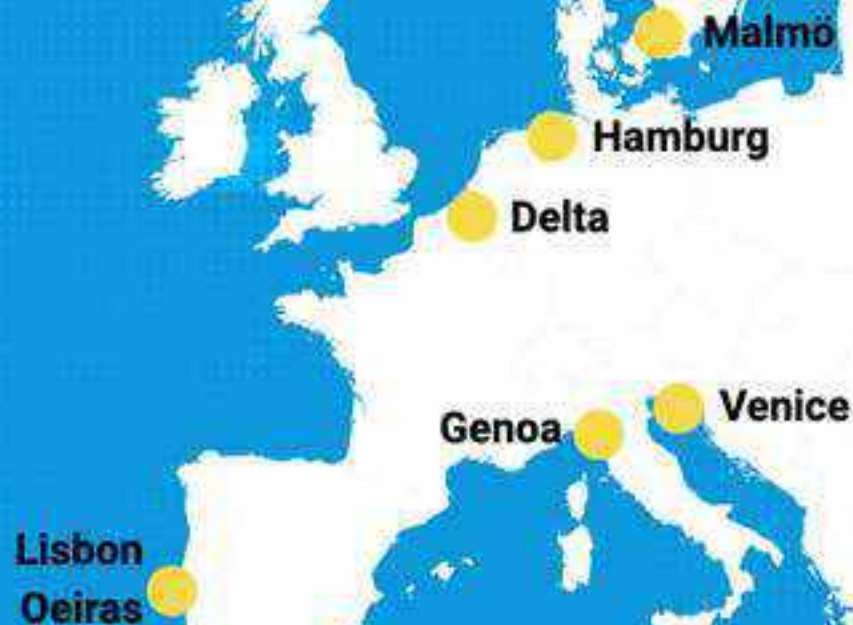 Malmö
Hamburg
Delta
Venice
Genoa
Lisbon
Oeiras